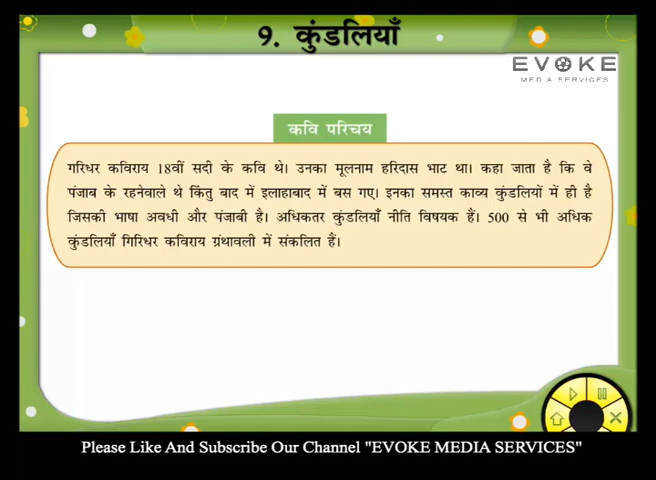 9. कुंडलियाँ
EVOKE
MEDIA SERVICES
कवि परिचय
गरिधर कविराय 18वीं सदी के कवि थे। उनका मूलनाम हरिदास भाट था। कहा जाता है कि वे
पंजाब के रहनेवाले थे किंतु बाद में इलाहाबाद में बस गए। इनका समस्त काव्य कुंडलियों में ही है
जिसकी भाषा अवधी और पंजाबी है। अधिकतर कुंडलियाँ नीति विषयक हैं। 500 से भी अधिक
कुंडलियाँ गिरिधर कविराय ग्रंथावली में संकलित हैं।
Please Like And Subscribe Our Channel "EVOKE MEDIA SERVICES"